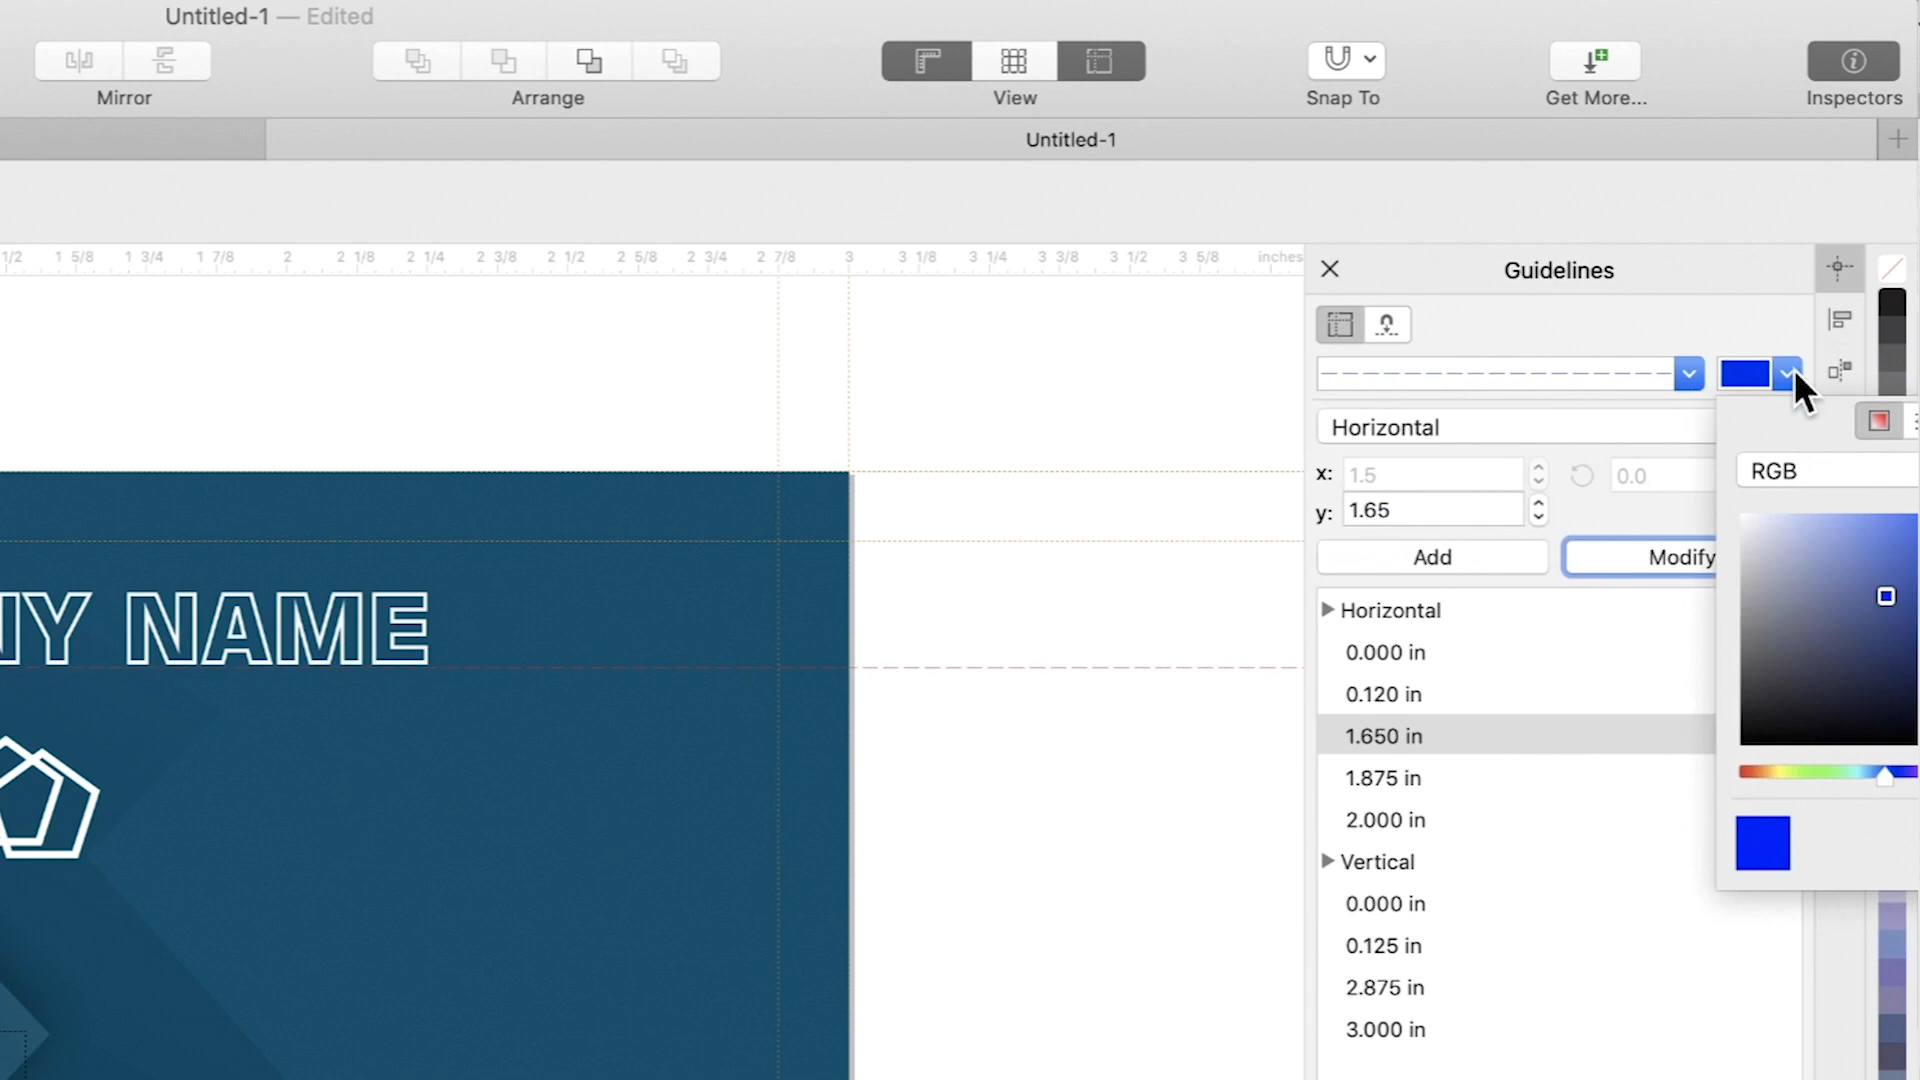 Untitled-1 — Edited
Mirror
Arrange
View
Snap To
Get More...
Inspectors
Untitled-1
1/2 1 5/8 1 3/4 1 7/8 2 2 1/8 2 1/4 2 3/8 2 1/2 2 5/8 2 3/4 2 7/8 3 3 1/8 3 1/4 3 3/8 3 1/2 3 5/8 inches
Guidelines
Horizontal
RGB
x: 1.5
0.0
y: 1.65
Add
Modify
NY NAME
Horizontal
0.000 in
0.120 in
1.650 in
1.875 in
2.000 in
Vertical
0.000 in
0.125 in
2.875 in
3.000 in